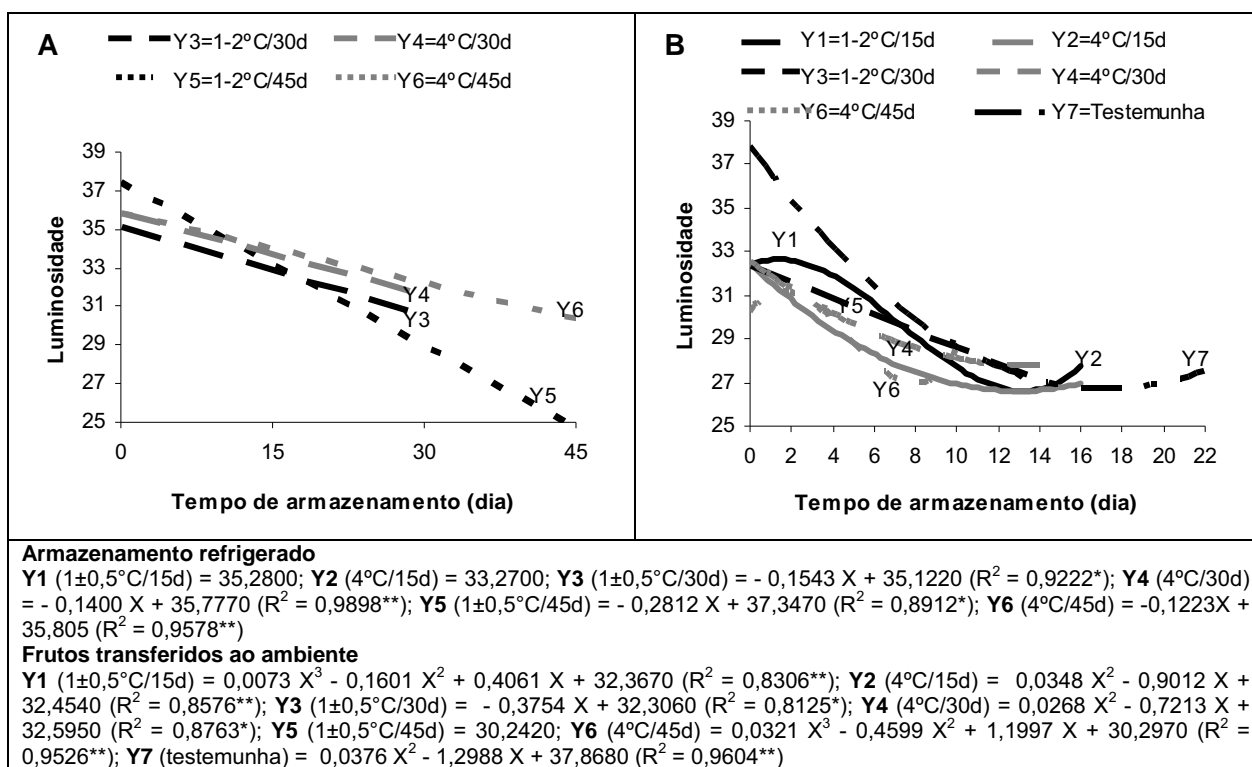 A
Y3=1-2ºC/30d Y4=4ºC/30d
Y5=1-2ºC/45d Y6=4ºC/45d
Luminosidade
39
37
35
33
31
29
27
25
Y4
Y3
Y6
Y5
0 15 30 45
Tempo de armazenamento (dia)
B
Y1=1-2ºC/15d Y2=4ºC/15d
Y3=1-2ºC/30d Y4=4ºC/30d
Y6=4ºC/45d Y7=Testemunha
Luminosidade
39
37
35
33
31
29
27
25
Y1
Y5
Y4
Y6
Y2
Y7
0 2 4 6 8 10 12 14 16 18 20 22
Tempo de armazenamento (dia)
Armazenamento refrigerado
Y1 (1±0,5°C/15d) = 35,2800; Y2 (4ºC/15d) = 33,2700; Y3 (1±0,5°C/30d) = - 0,1543 X + 35,1220 (R² = 0,9222*); Y4 (4ºC/30d)
= - 0,1400 X + 35,7770 (R² = 0,9898**); Y5 (1±0,5°C/45d) = - 0,2812 X + 37,3470 (R² = 0,8912*); Y6 (4ºC/45d) = -0,1223X +
35,805 (R² = 0,9578**)
Frutos transferidos ao ambiente
Y1 (1±0,5°C/15d) = 0,0073 X³ - 0,1601 X² + 0,4061 X + 32,3670 (R² = 0,8306**); Y2 (4ºC/15d) = 0,0348 X² - 0,9012 X +
32,4540 (R² = 0,8576**); Y3 (1±0,5°C/30d) = - 0,3754 X + 32,3060 (R² = 0,8125*); Y4 (4ºC/30d) = 0,0268 X² - 0,7213 X +
32,5950 (R² = 0,8763*); Y5 (1±0,5°C/45d) = 30,2420; Y6 (4ºC/45d) = 0,0321 X³ - 0,4599 X² + 1,1997 X + 30,2970 (R² =
0,9526**); Y7 (testemunha) = 0,0376 X² - 1,2988 X + 37,8680 (R² = 0,9604**)